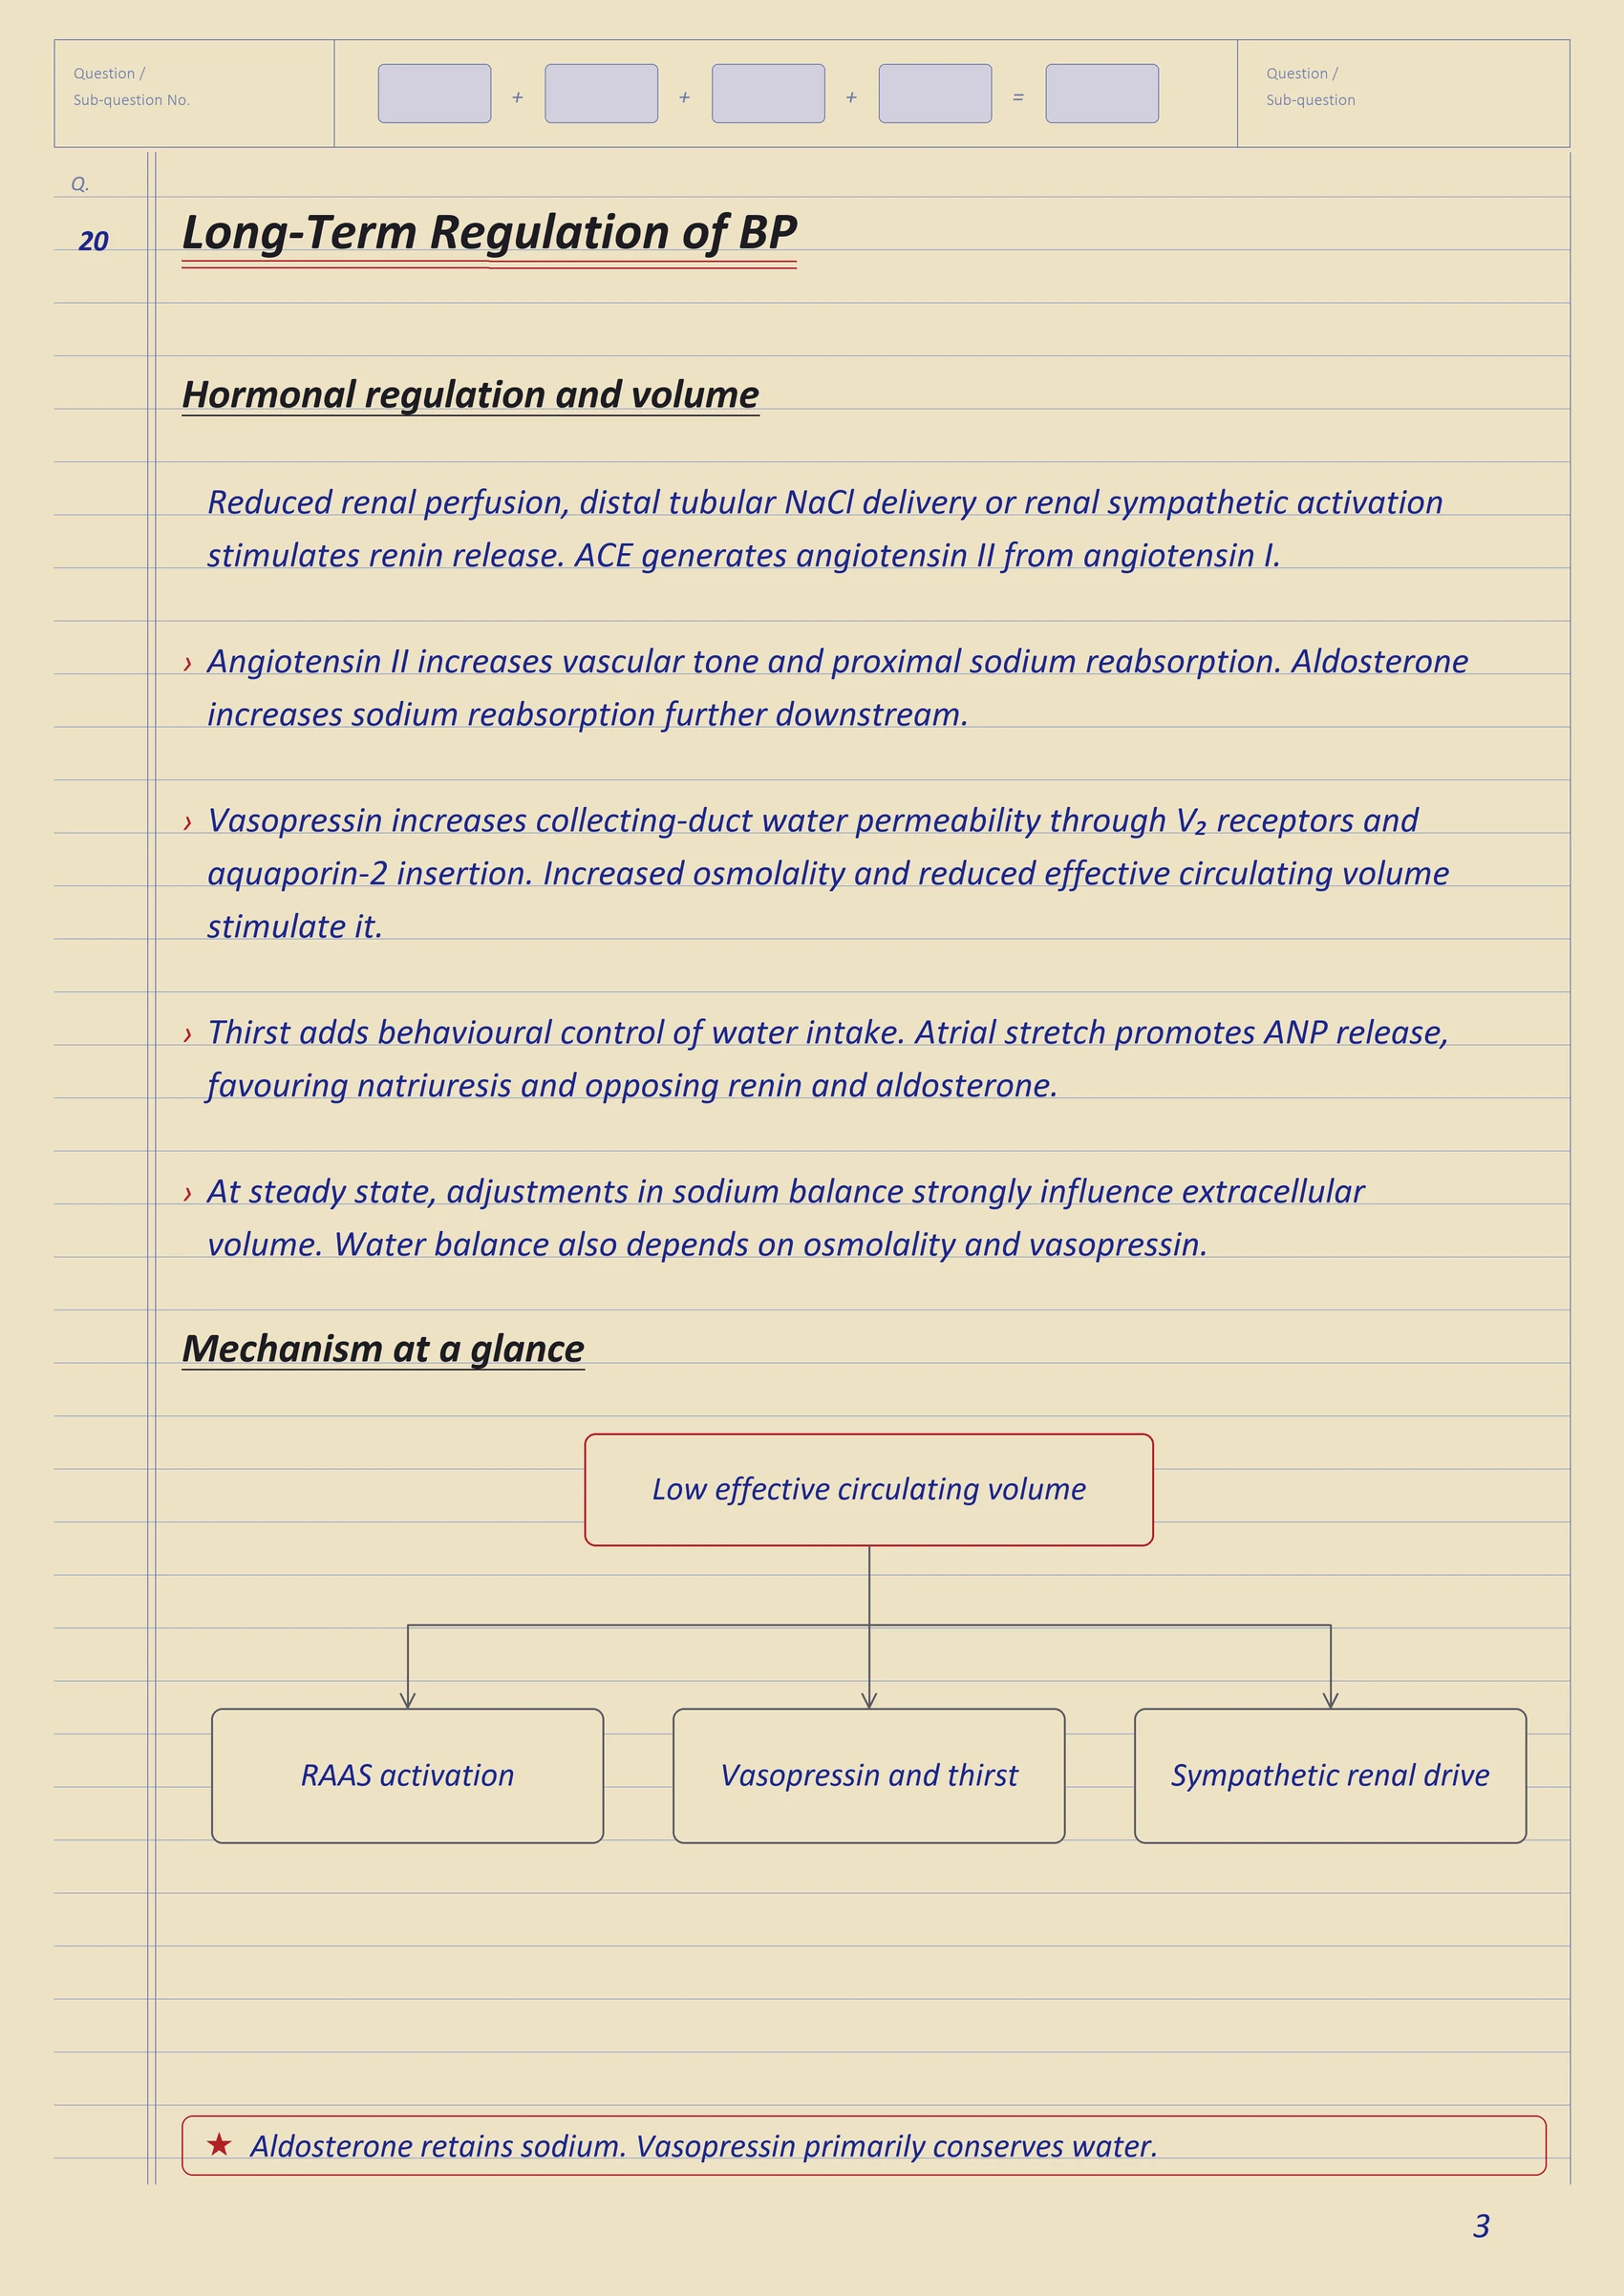 Question /
Sub-question No.
+ + + =
Question /
Sub-question
Q.
20
Long-Term Regulation of BP
Hormonal regulation and volume
Reduced renal perfusion, distal tubular NaCl delivery or renal sympathetic activation
stimulates renin release. ACE generates angiotensin II from angiotensin I.
› Angiotensin II increases vascular tone and proximal sodium reabsorption. Aldosterone
increases sodium reabsorption further downstream.
› Vasopressin increases collecting-duct water permeability through V₂ receptors and
aquaporin-2 insertion. Increased osmolality and reduced effective circulating volume
stimulate it.
› Thirst adds behavioural control of water intake. Atrial stretch promotes ANP release,
favouring natriuresis and opposing renin and aldosterone.
› At steady state, adjustments in sodium balance strongly influence extracellular
volume. Water balance also depends on osmolality and vasopressin.
Mechanism at a glance
Low effective circulating volume
RAAS activation
Vasopressin and thirst
Sympathetic renal drive
★ Aldosterone retains sodium. Vasopressin primarily conserves water.
3